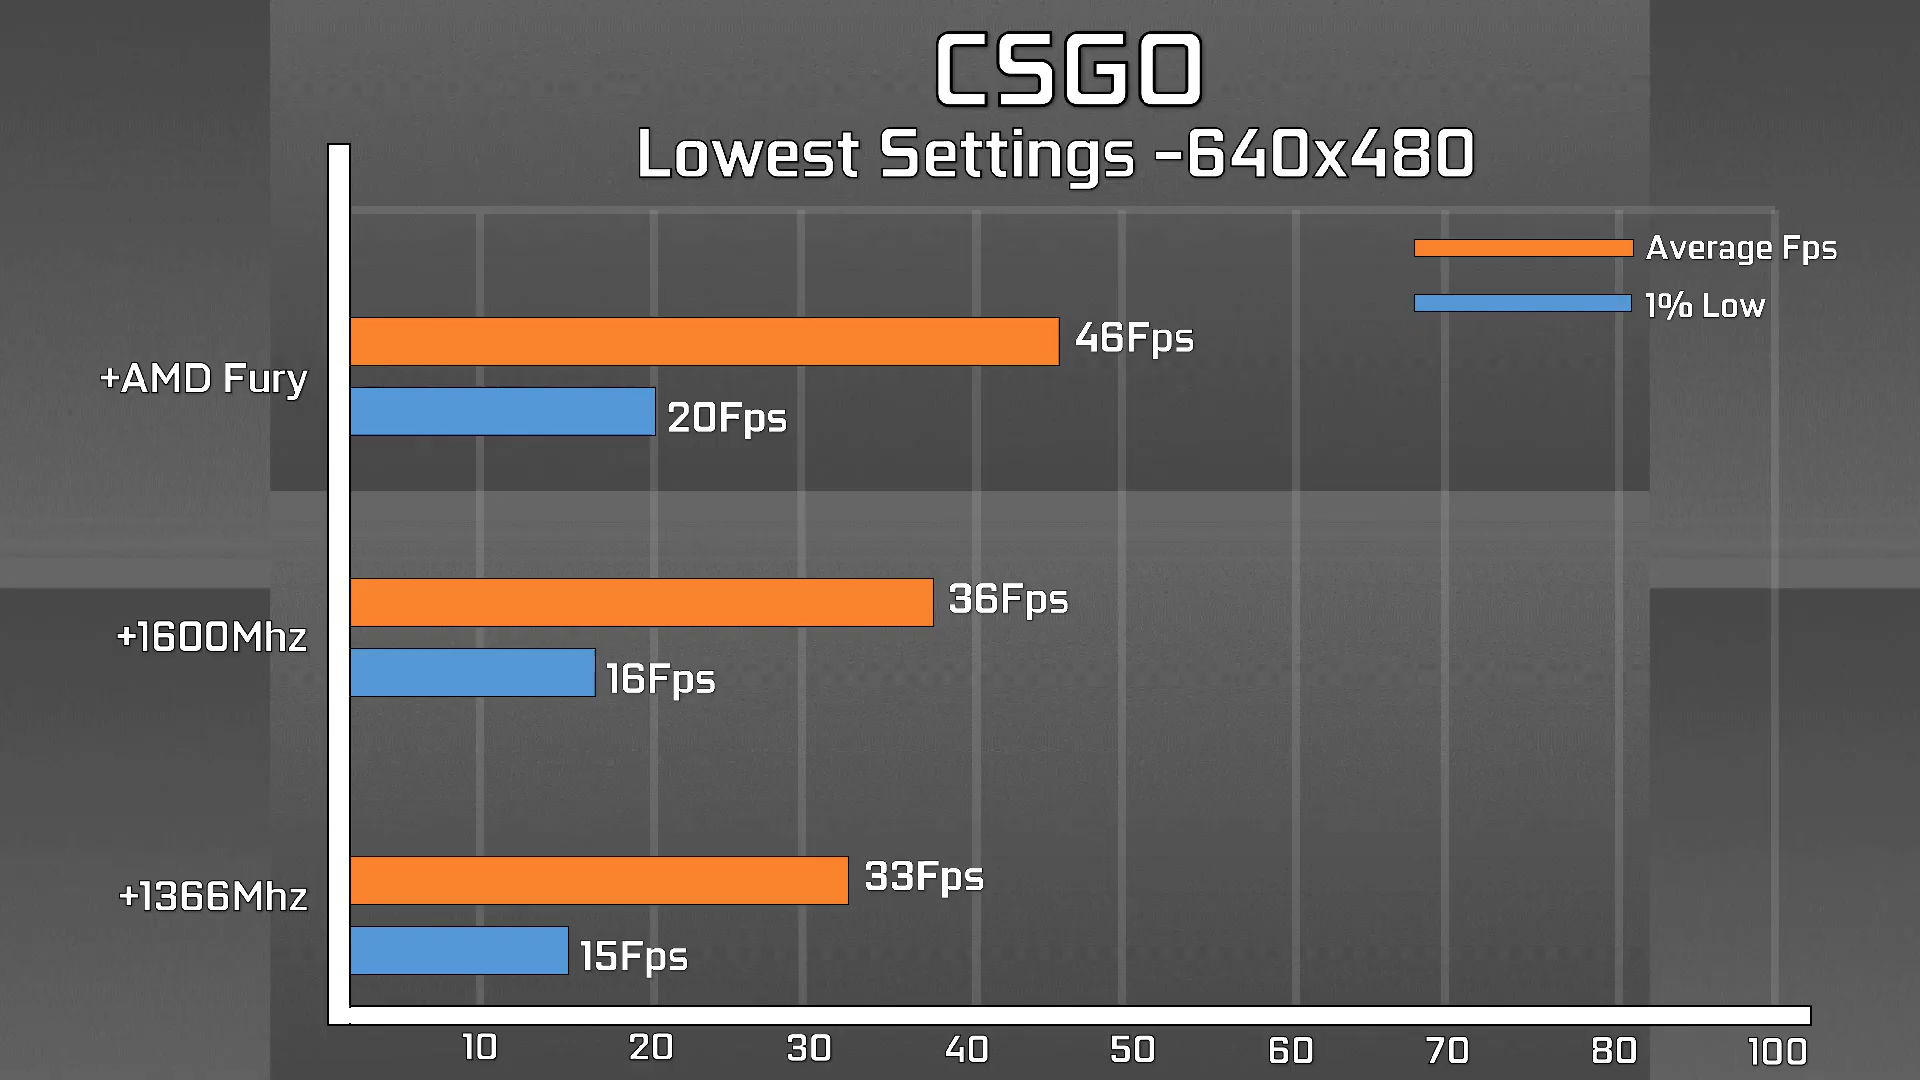 CSGO
Lowest Settings -640x480
Average Fps
1% Low
+AMD Fury
46Fps
20Fps
+1600Mhz
36Fps
16Fps
+1366Mhz
33Fps
15Fps
10 20 30 40 50 60 70 80 100